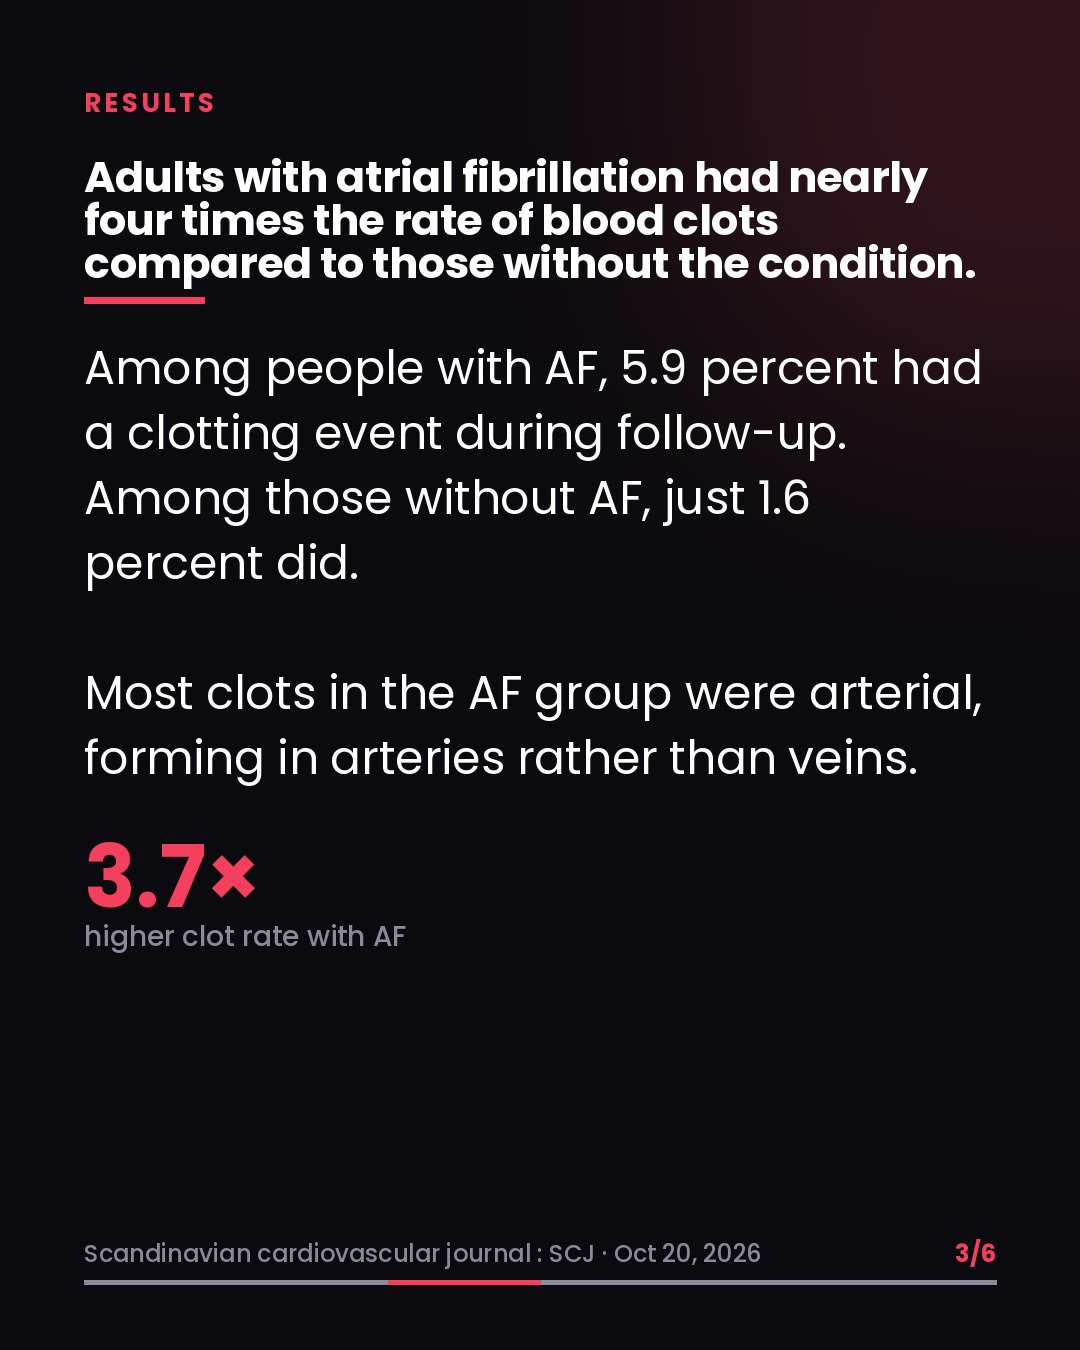 RESULTS
Adults with atrial fibrillation had nearly
four times the rate of blood clots
compared to those without the condition.
Among people with AF, 5.9 percent had
a clotting event during follow-up.
Among those without AF, just 1.6
percent did.
Most clots in the AF group were arterial,
forming in arteries rather than veins.
3.7×
higher clot rate with AF
Scandinavian cardiovascular journal : SCJ · Oct 20, 2026
3/6